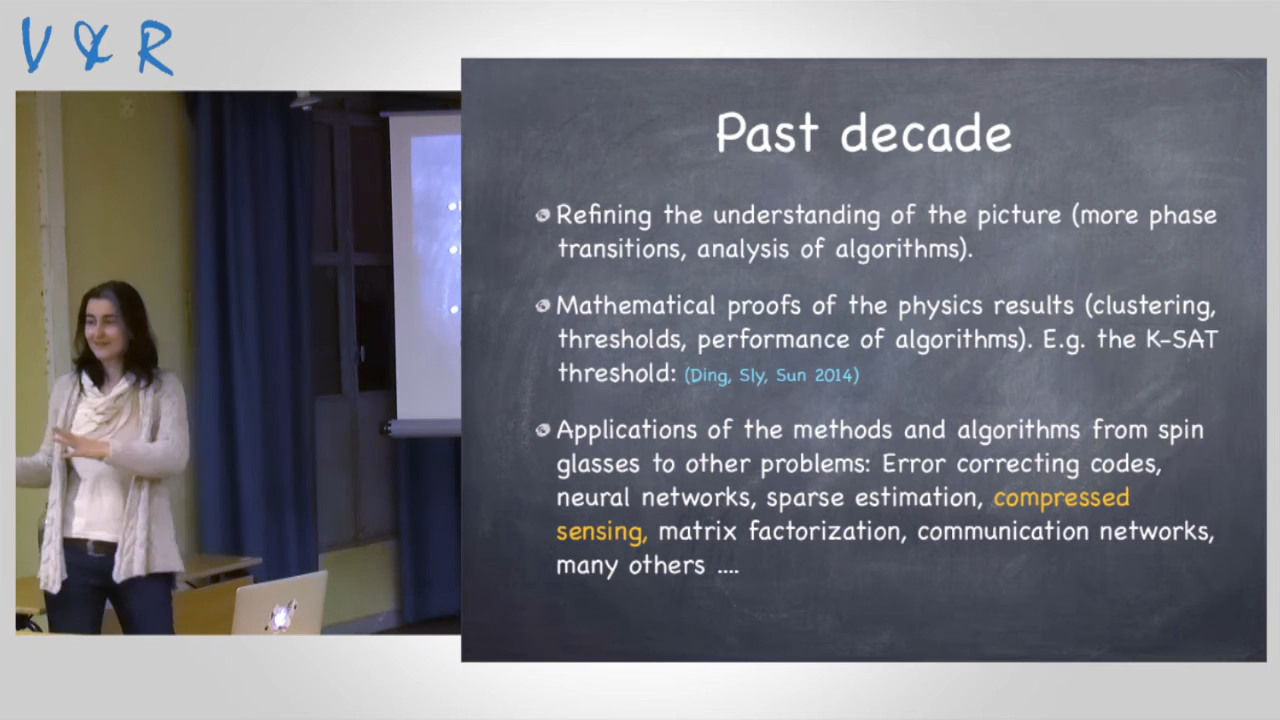 V & R
Past decade
Refining the understanding of the picture (more phase
transitions, analysis of algorithms).
Mathematical proofs of the physics results (clustering,
thresholds, performance of algorithms). E.g. the K-SAT
threshold: (Ding, Sly, Sun 2014)
Applications of the methods and algorithms from spin
glasses to other problems: Error correcting codes,
neural networks, sparse estimation, compressed
sensing, matrix factorization, communication networks,
many others ....